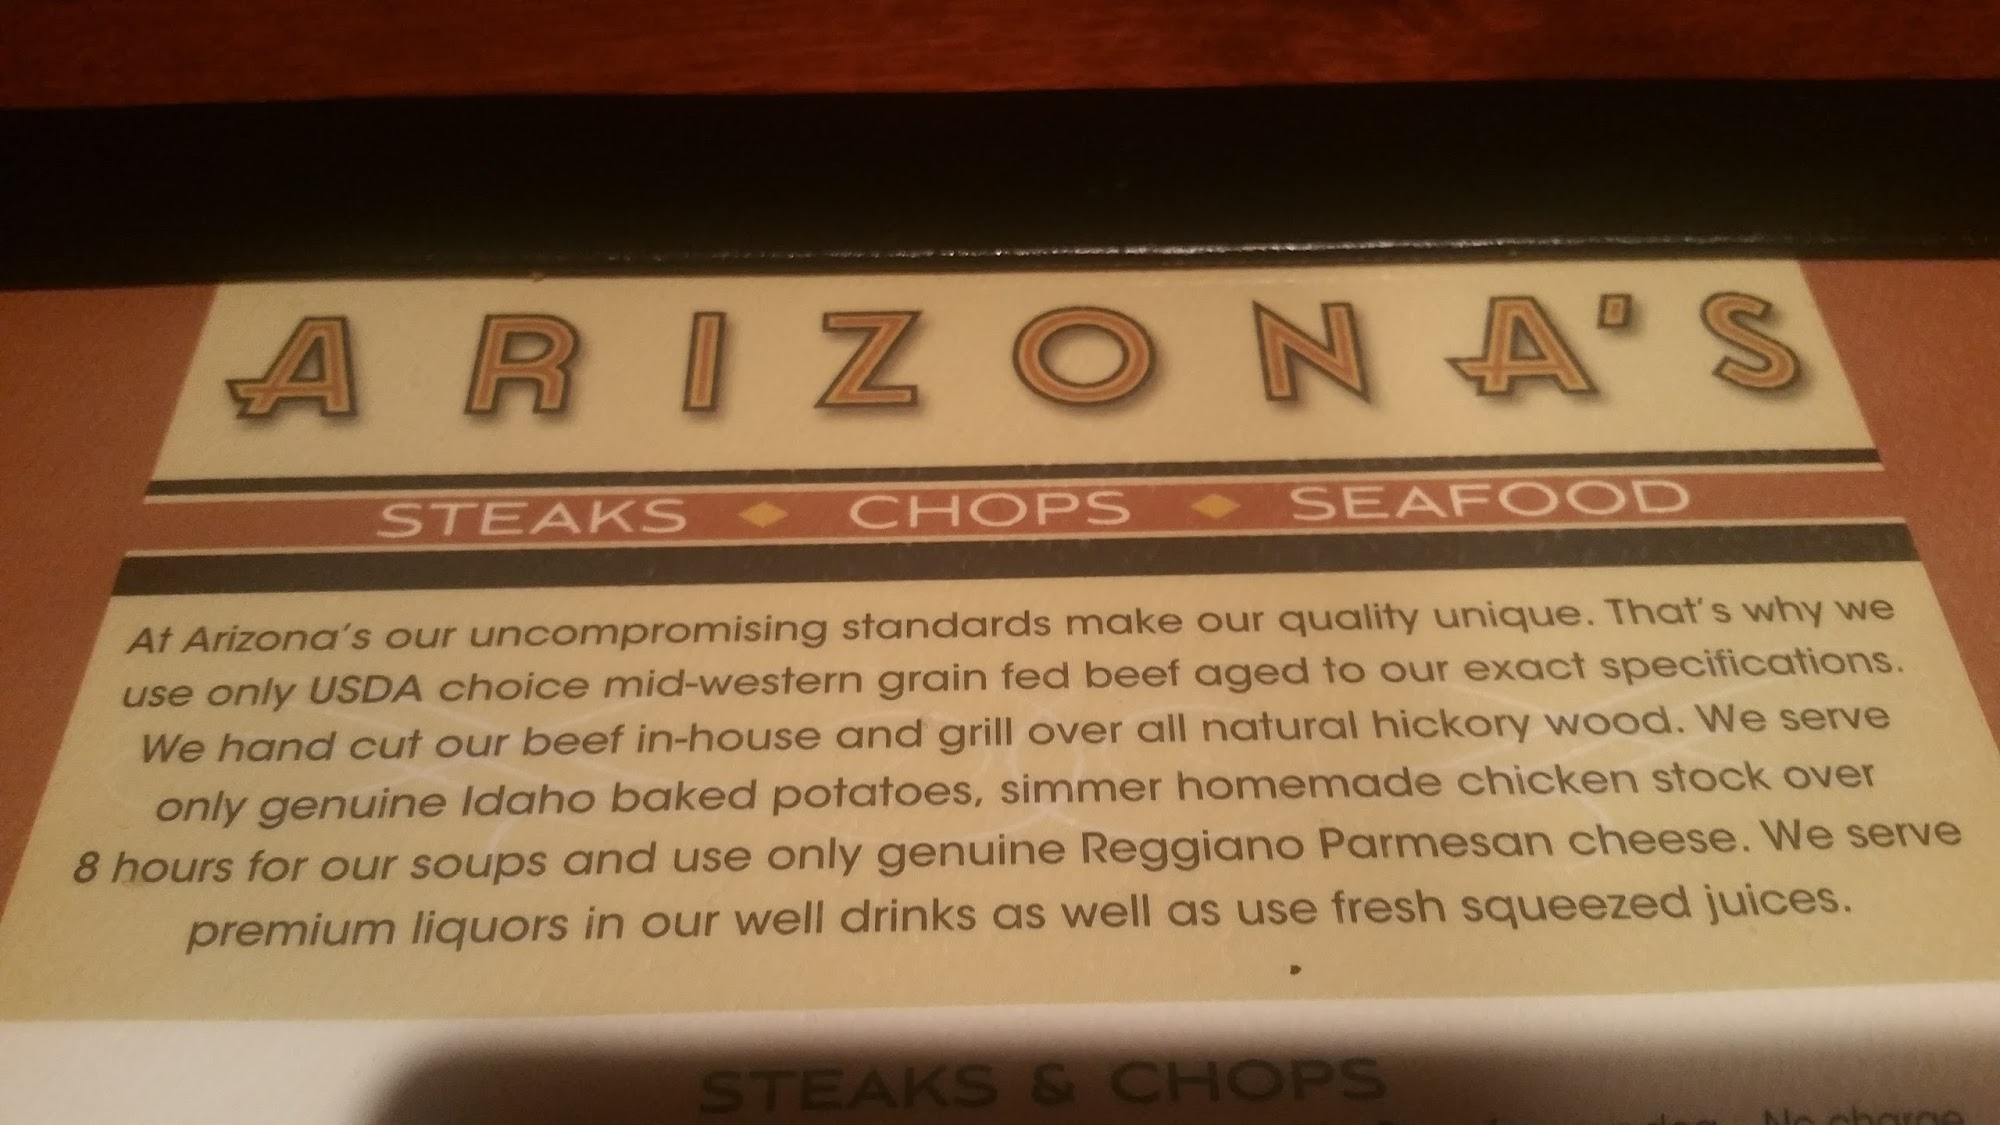 ARIZONA'S
STEAKS ◆ CHOPS ◆ SEAFOOD
At Arizona's our uncompromising standards make our quality unique. That's why we
use only USDA choice mid-western grain fed beef aged to our exact specifications.
We hand cut our beef in-house and grill over all natural hickory wood. We serve
only genuine Idaho baked potatoes, simmer homemade chicken stock over
8 hours for our soups and use only genuine Reggiano Parmesan cheese. We serve
premium liquors in our well drinks as well as use fresh squeezed juices.
STEAKS & CHOPS
No charge